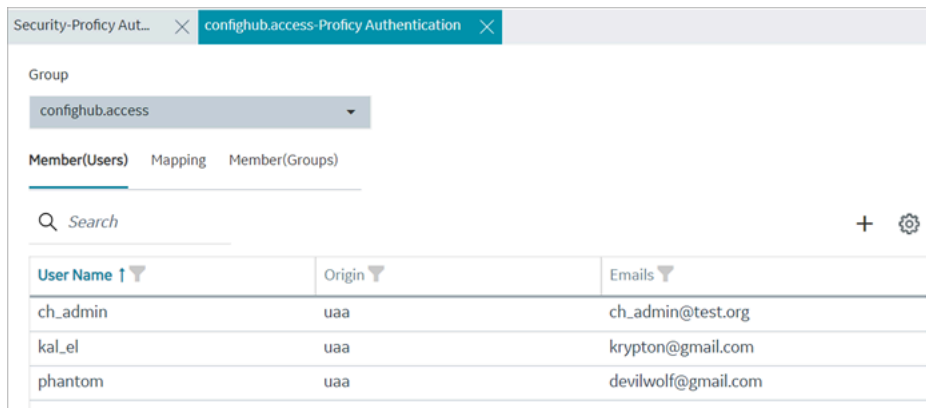 Security-Proficy Aut... confighub.access-Proficy Authentication
Group
confighub.access
Member(Users) Mapping Member(Groups)
Search
User Name Origin Emails
ch_admin uaa ch_admin@test.org
kal_el uaa krypton@gmail.com
phantom uaa devilwolf@gmail.com